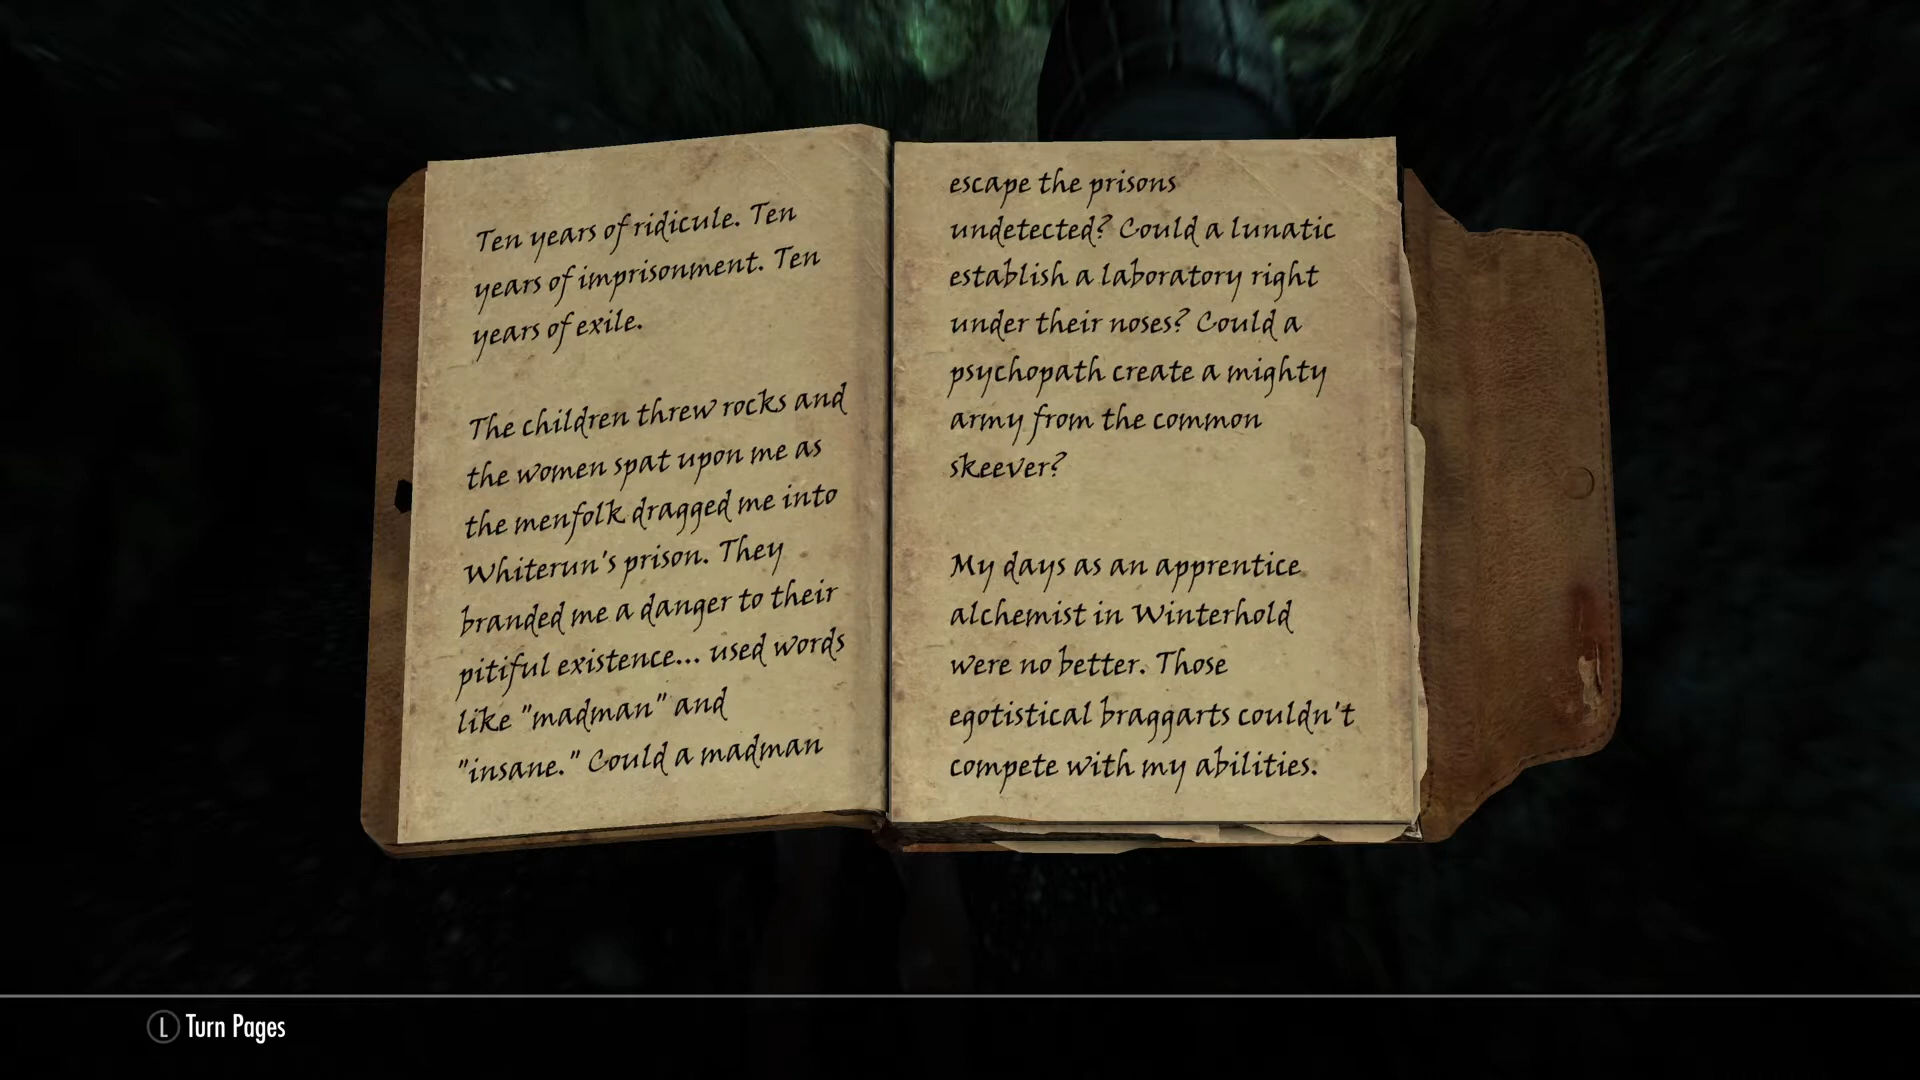 Ten years of ridicule. Ten
years of imprisonment. Ten
years of exile.
The children threw rocks and
the women spat upon me as
the menfolk dragged me into
Whiterun's prison. They
branded me a danger to their
pitiful existence... used words
like "madman" and
"insane." Could a madman
escape the prisons
undetected? Could a lunatic
establish a laboratory right
under their noses? Could a
psychopath create a mighty
army from the common
skeever?
My days as an apprentice
alchemist in Winterhold
were no better. Those
egotistical braggarts couldn't
compete with my abilities.
L Turn Pages